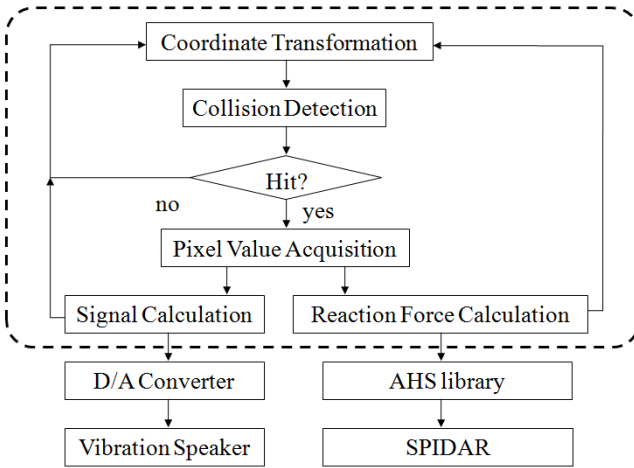 Coordinate Transformation
Collision Detection
Hit?
no
yes
Pixel Value Acquisition
Signal Calculation
Reaction Force Calculation
D/A Converter
AHS library
Vibration Speaker
SPIDAR